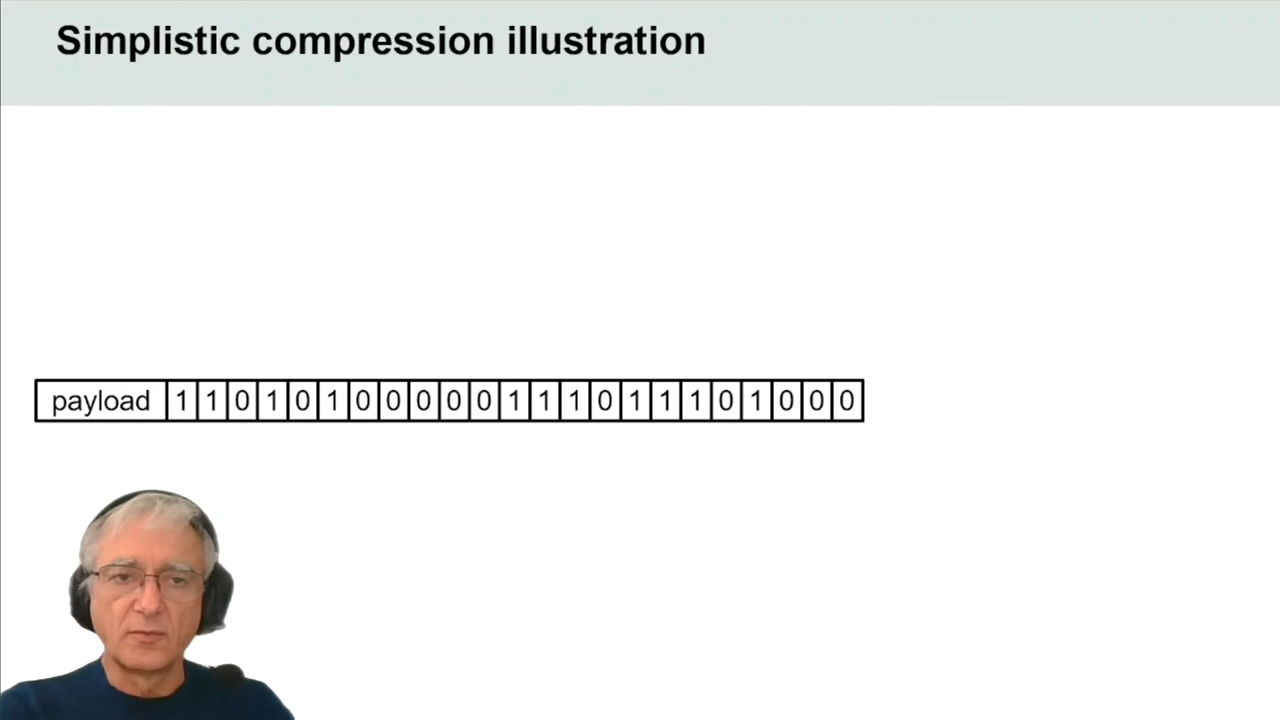 Simplistic compression illustration
payload 1 1 0 1 0 1 0 0 0 0 0 1 1 1 0 1 1 1 0 1 0 0 0